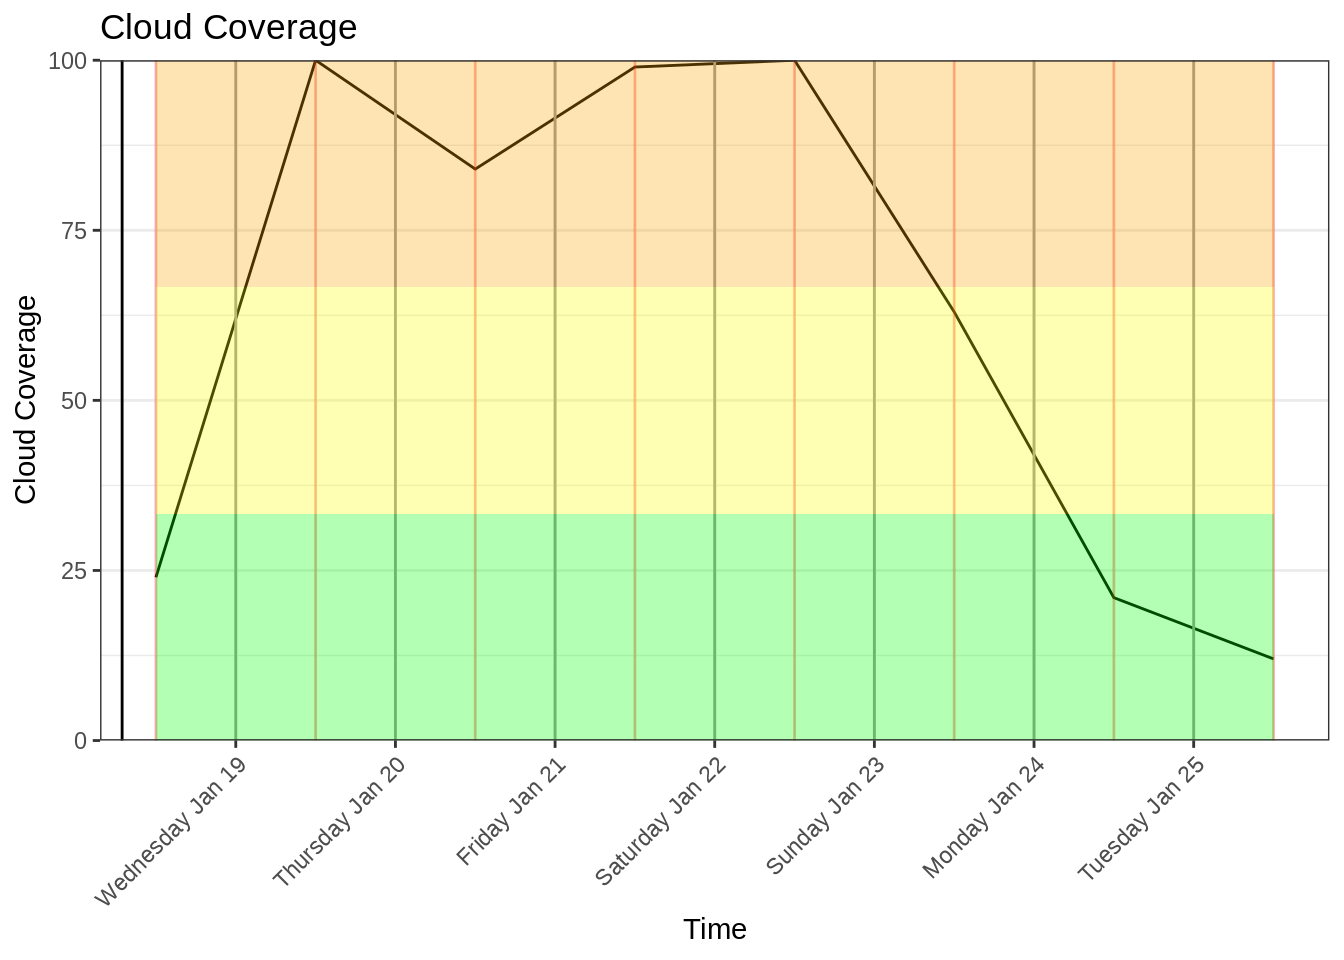 Cloud Coverage
100
75
50
25
0
Cloud Coverage
Wednesday Jan 19
Thursday Jan 20
Friday Jan 21
Saturday Jan 22
Sunday Jan 23
Monday Jan 24
Tuesday Jan 25
Time